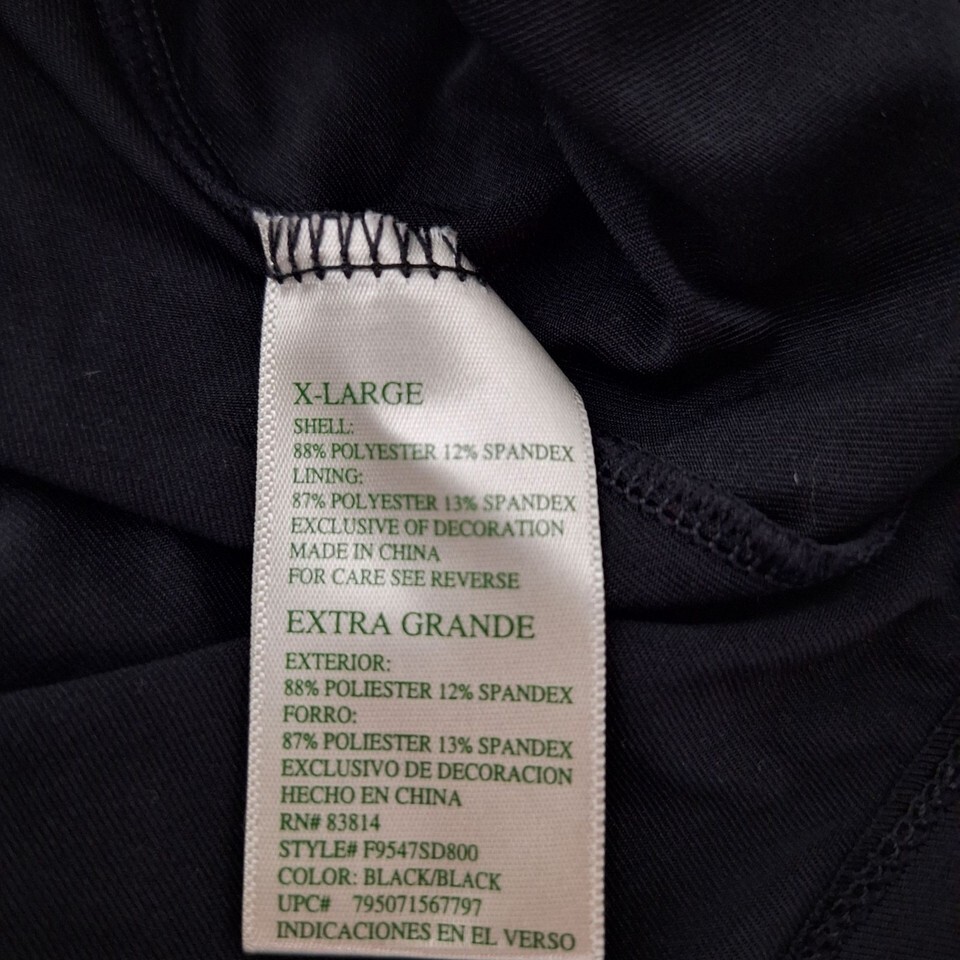 X-LARGE
SHELL:
88% POLYESTER 12% SPANDEX
LINING:
87% POLYESTER 13% SPANDEX
EXCLUSIVE OF DECORATION
MADE IN CHINA
FOR CARE SEE REVERSE
EXTRA GRANDE
EXTERIOR:
88% POLIESTER 12% SPANDEX
FORRO:
87% POLIESTER 13% SPANDEX
EXCLUSIVO DE DECORACION
HECHO EN CHINA
RN# 83814
STYLE# F9547SD800
COLOR: BLACK/BLACK
UPC# 795071567797
INDICACIONES EN EL VERSO